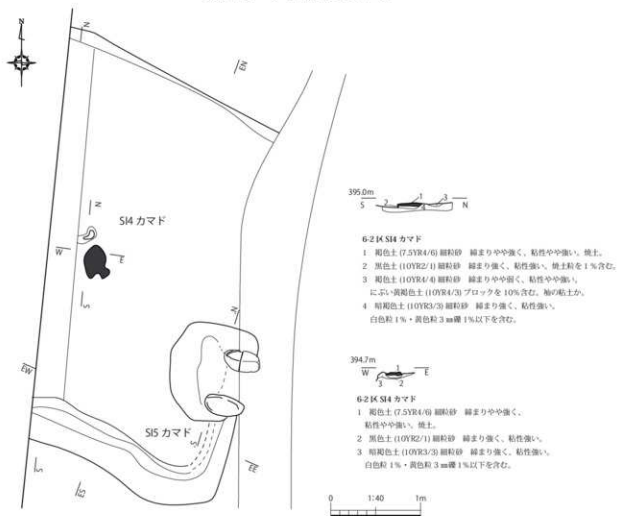 N
N
EN
SI4 カマド
N
W
E
S
N
EW
SI5 カマド
S
S
ES
395.0m
S
2
1
4
3
N
6-2区 SI4 カマド
1 褐色土 (7.5YR4/6) 細粒砂 締まりやや強く、粘性やや強い。焼土。
2 黒色土 (10YR2/1) 細粒砂 締まり強く、粘性強い。焼土粒を1%含む。
3 褐色土 (10YR4/4) 細粒砂 締まりやや弱く、粘性やや強い。
にぶい黄褐色土 (10YR4/3) ブロックを 10%含む。袖の粘土か。
4 暗褐色土 (10YR3/3) 細粒砂 締まり強く、粘性強い。
白色粒 1%・黄色粒 3㎜礫 1%以下を含む。
394.7m
W
1
E
3
2
6-2区 SI4 カマド
1 褐色土 (7.5YR4/6) 細粒砂 締まりやや強く、
粘性やや強い。焼土。
2 黒色土 (10YR2/1) 細粒砂 締まり強く、粘性強い。
3 暗褐色土 (10YR3/3) 細粒砂 締まり強く、粘性強い。
白色粒 1%・黄色粒 3㎜礫 1%以下を含む。
0
1:40
1m